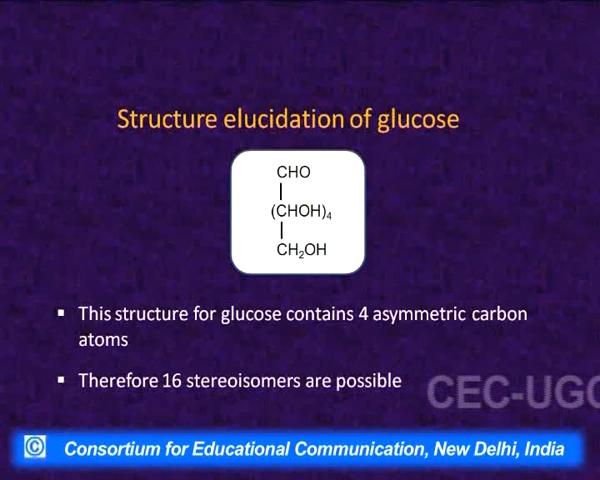 Structure elucidation of glucose
CHO
(CHOH)₄
CH₂OH
▪ This structure for glucose contains 4 asymmetric carbon
atoms
▪ Therefore 16 stereoisomers are possible
CEC-UGC
© Consortium for Educational Communication, New Delhi, India